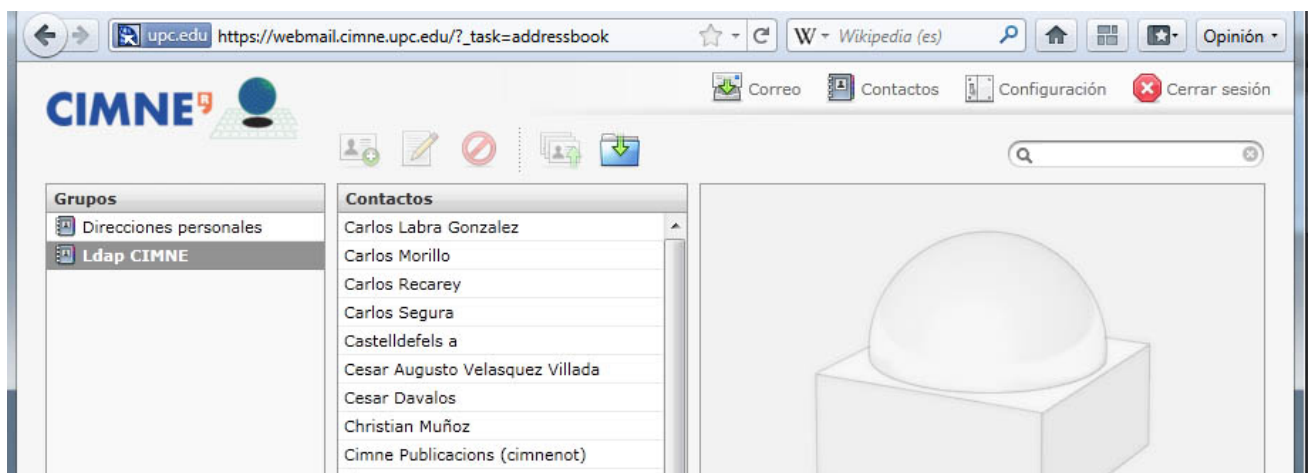 upc.edu https://webmail.cimne.upc.edu/?_task=addressbook W Wikipedia (es) Opinión
CIMNE
Correo Contactos Configuración Cerrar sesión
Grupos
Direcciones personales
Ldap CIMNE
Contactos
Carlos Labra Gonzalez
Carlos Morillo
Carlos Recarey
Carlos Segura
Castelldefels a
Cesar Augusto Velasquez Villada
Cesar Davalos
Christian Muñoz
Cimne Publicacions (cimnenot)